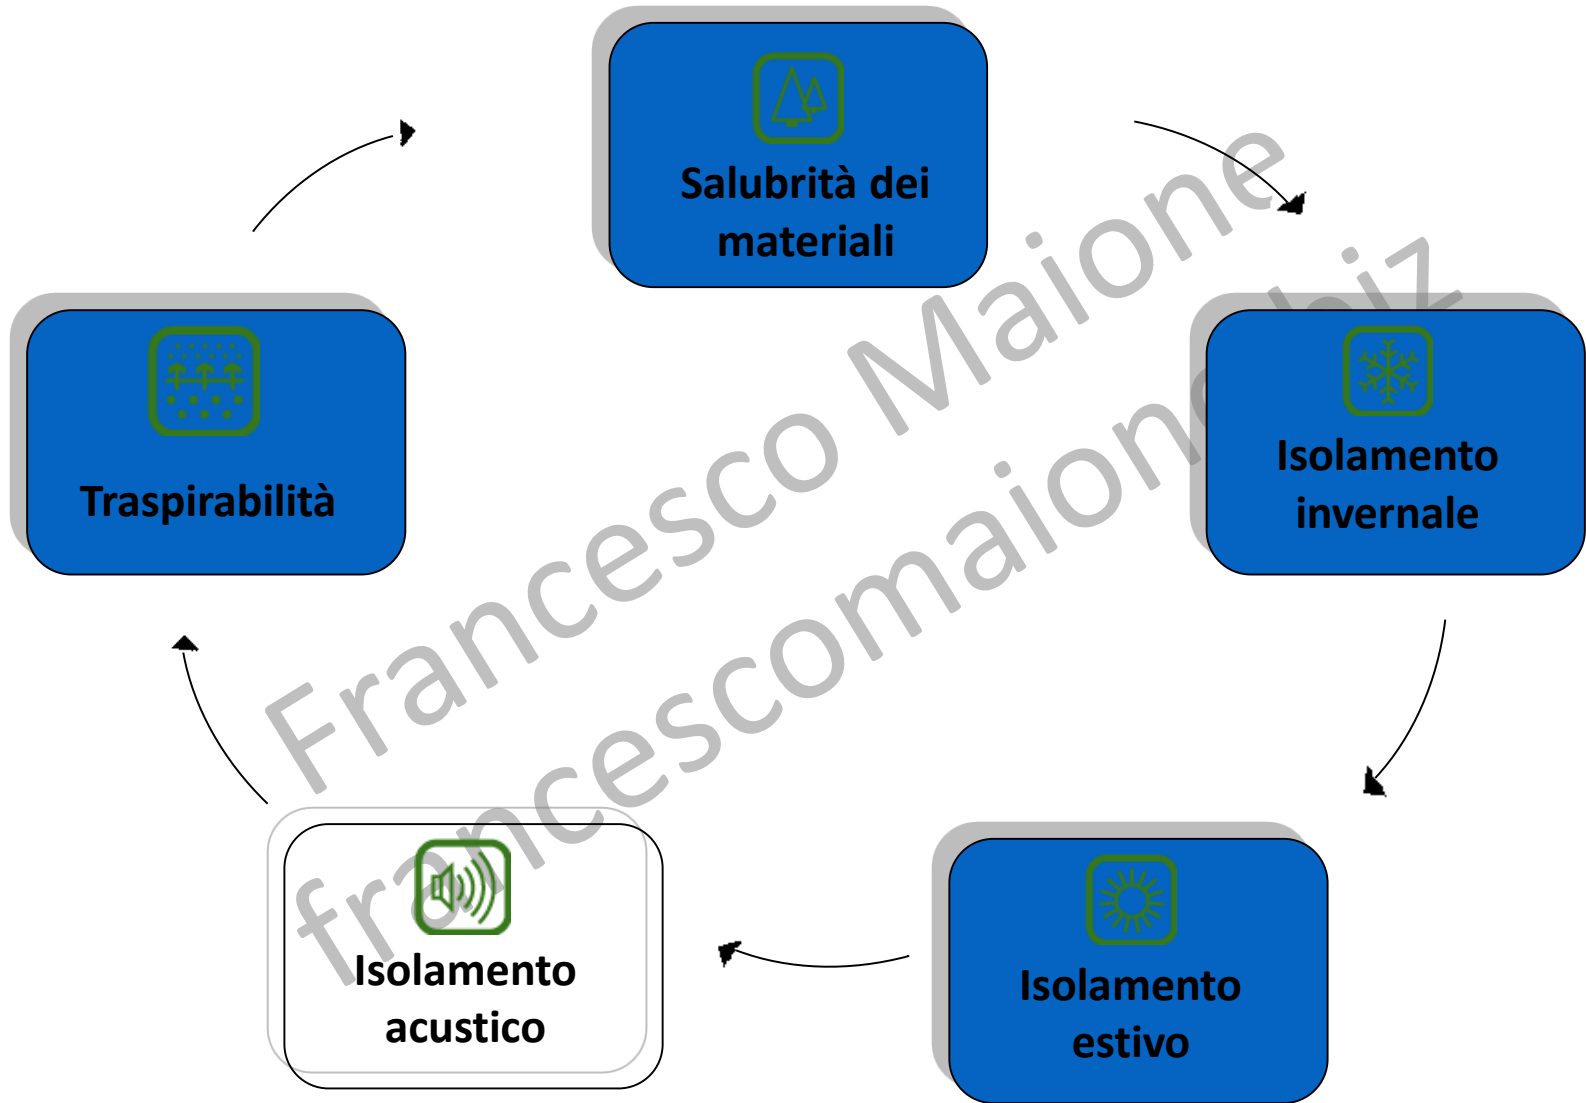 Salubrità dei
materiali
Isolamento
invernale
Isolamento
estivo
Isolamento
acustico
Traspirabilità
Francesco Maione
francescomaione.biz